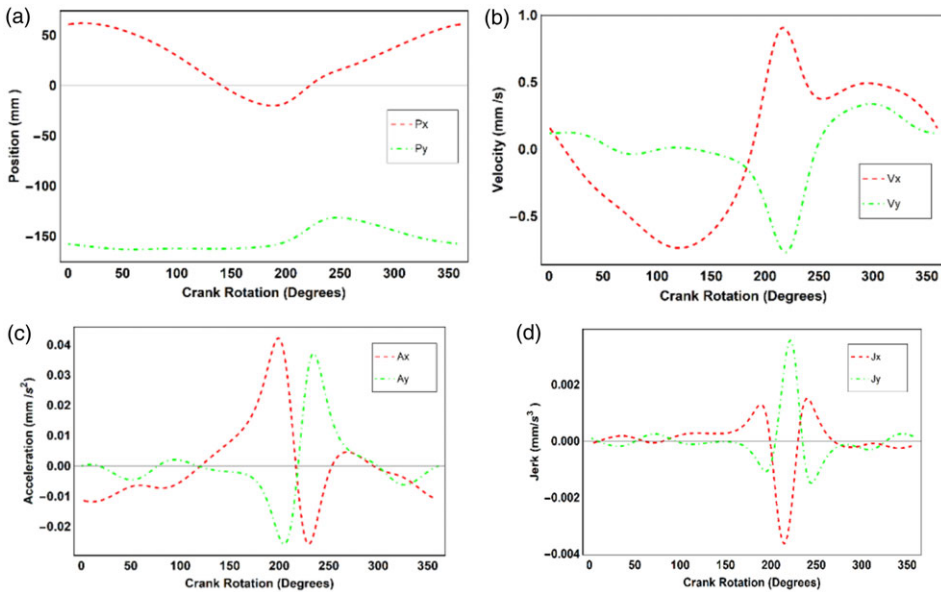 (a)
50
0
−50
−100
−150
Position (mm)
Px
Py
0 50 100 150 200 250 300 350
Crank Rotation (Degrees)
(b)
1.0
0.5
0.0
−0.5
Velocity (mm /s)
Vx
Vy
0 50 100 150 200 250 300 350
Crank Rotation (Degrees)
(c)
0.04
0.03
0.02
0.01
0.00
−0.01
−0.02
Acceleration (mm /s²)
Ax
Ay
0 50 100 150 200 250 300 350
Crank Rotation (Degrees)
(d)
0.002
0.000
−0.002
−0.004
Jerk (mm/s³)
Jx
Jy
0 50 100 150 200 250 300 350
Crank Rotation (Degrees)